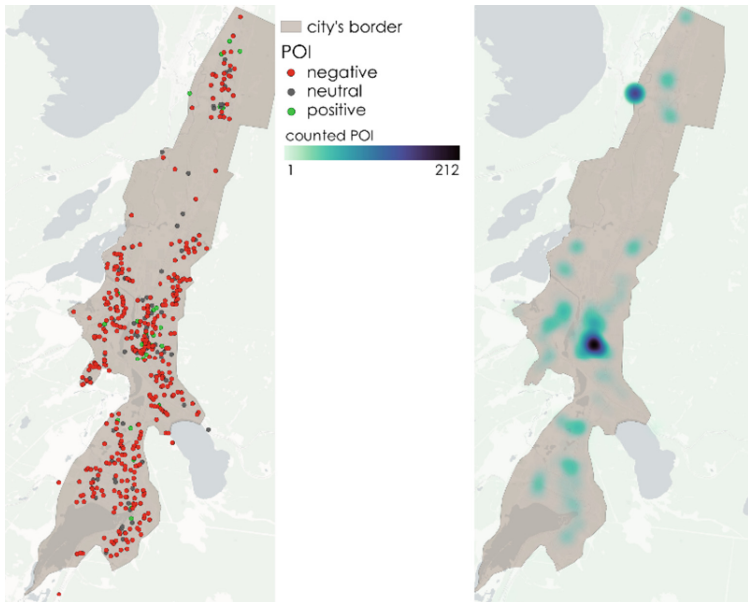 city's border
POI
negative
neutral
positive
counted POI
1 212